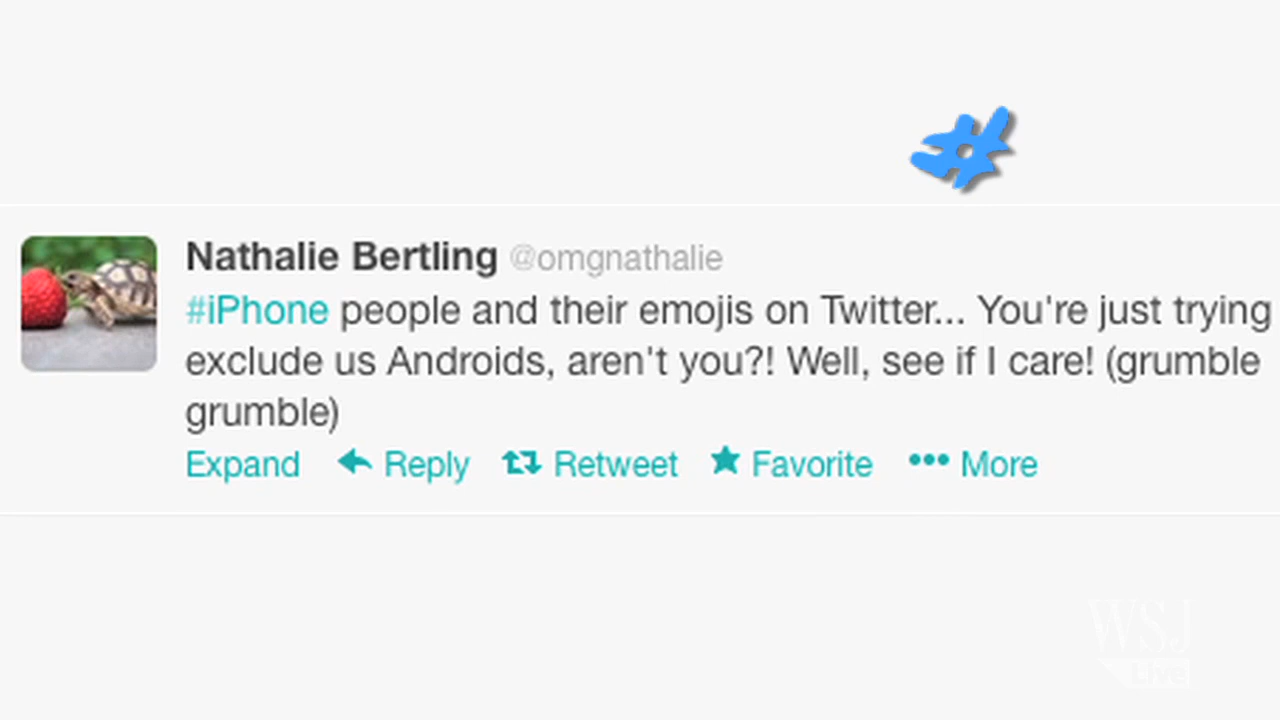 #
Nathalie Bertling @omgnathalie
#iPhone people and their emojis on Twitter... You're just trying
exclude us Androids, aren't you?! Well, see if I care! (grumble
grumble)
Expand Reply Retweet Favorite More
WSJ
Live